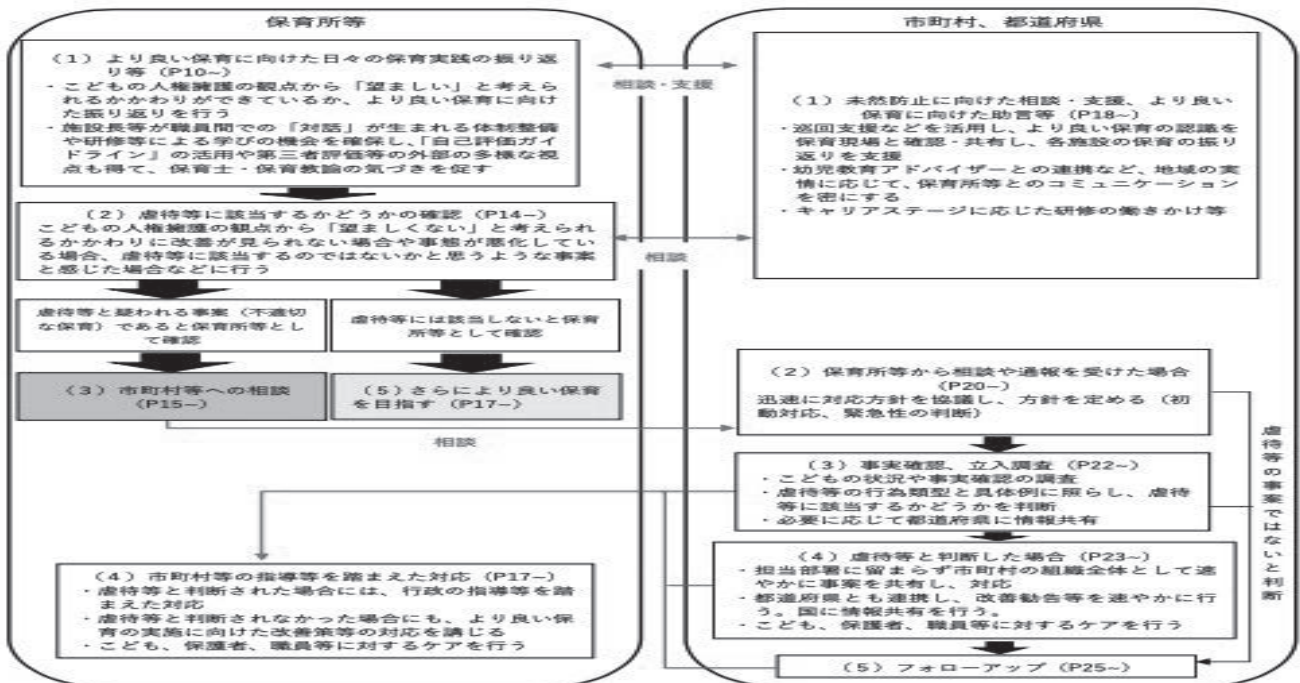 保育所等
（1）より良い保育に向けた日々の保育実践の振り返
り等（P10~）
・こどもの人権擁護の観点から「望ましい」と考えら
れるかかわりができているか、より良い保育に向け
た振り返りを行う
・施設長等が職員間での「対話」が生まれる体制整備
や研修等による学びの機会を確保し、「自己評価ガイ
ドライン」の活用や第三者評価等の外部の多様な視
点も得て、保育士・保育教諭の気づきを促す
（2）虐待等に該当するかどうかの確認（P14~）
こどもの人権擁護の観点から「望ましくない」と考えられ
るかかわりに改善が見られない場合や事態が悪化してい
る場合、虐待等に該当するのではないかと思うような事案
と感じた場合などに行う
虐待等と疑われる事案（不適切
な保育）であると保育所等とし
て確認
虐待等には該当しないと保育
所等として確認
（3）市町村等への相談
（P15~）
（5）さらにより良い保育
を目指す（P17~）
（4）市町村等の指導等を踏まえた対応（P17~）
・虐待等と判断された場合には、行政の指導等を踏
まえた対応
・虐待等と判断されなかった場合にも、より良い保
育の実施に向けた改善策等の対応を講じる
・こども、保護者、職員等に対するケアを行う
相談・支援
相談
相談
市町村、都道府県
（1）未然防止に向けた相談・支援、より良い
保育に向けた助言等（P18~）
・巡回支援などを活用し、より良い保育の認識を
保育現場と確認・共有し、各施設の保育の振り
返りを支援
・幼児教育アドバイザーとの連携など、地域の実
情に応じて、保育所等とのコミュニケーション
を密にする
・キャリアステージに応じた研修の働きかけ等
（2）保育所等から相談や通報を受けた場合
（P20~）
迅速に対応方針を協議し、方針を定める（初
動対応、緊急性の判断）
（3）事実確認、立入調査（P22~）
・こどもの状況や事実確認の調査
・虐待等の行為類型と具体例に照らし、虐待
等に該当するかどうかを判断
・必要に応じて都道府県に情報共有
（4）虐待等と判断した場合（P23~）
・担当部署に留まらず市町村の組織全体として速
やかに事案を共有し、対応
・都道府県とも連携し、改善勧告等を速やかに行
う。国に情報共有を行う。
・こども、保護者、職員等に対するケアを行う
（5）フォローアップ（P25~）
虐待等の事案ではないと判断